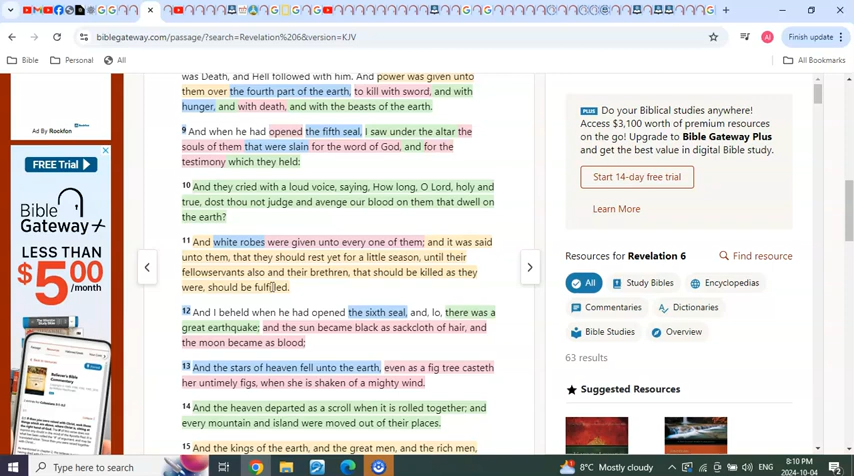 Finish update
biblegateway.com/passage/?search=Revelation%206&version=KJV
Bible
Personal
All
All Bookmarks
was Death, and Hell followed with him. And power was given unto
them over the fourth part of the earth, to kill with sword, and with
hunger, and with death, and with the beasts of the earth.
9 And when he had opened the fifth seal, I saw under the altar the
souls of them that were slain for the word of God, and for the
testimony which they held:
10 And they cried with a loud voice, saying, How long, O Lord, holy and
true, dost thou not judge and avenge our blood on them that dwell on
the earth?
11 And white robes were given unto every one of them; and it was said
unto them, that they should rest yet for a little season, until their
fellowservants also and their brethren, that should be killed as they
were, should be fulfilled.
12 And I beheld when he had opened the sixth seal, and, lo, there was a
great earthquake; and the sun became black as sackcloth of hair, and
the moon became as blood;
13 And the stars of heaven fell unto the earth, even as a fig tree casteth
her untimely figs, when she is shaken of a mighty wind.
14 And the heaven departed as a scroll when it is rolled together; and
every mountain and island were moved out of their places.
15 And the kings of the earth, and the great men, and the rich men,
Ad By Rockfon
FREE Trial
Bible
Gateway+
LESS THAN
$5.00
/month
PLUS Do your Biblical studies anywhere!
Access $3,100 worth of premium resources
on the go! Upgrade to Bible Gateway Plus
and get the best value in digital Bible study.
Start 14-day free trial
Learn More
Resources for Revelation 6
Find resource
All
Study Bibles
Encyclopedias
Commentaries
Dictionaries
Bible Studies
Overview
63 results
Suggested Resources
Type here to search
8°C Mostly cloudy
ENG
8:10 PM
2024-10-04